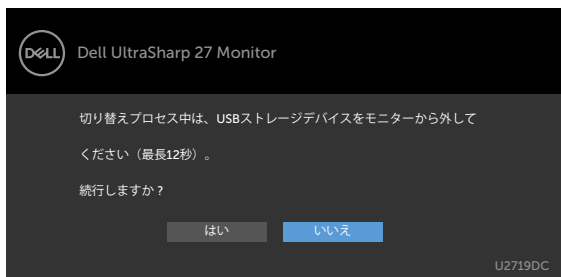 DELL
Dell UltraSharp 27 Monitor
切り替えプロセス中は、USBストレージデバイスをモニターから外して
ください（最長12秒）。
続行しますか？
はい
いいえ
U2719DC